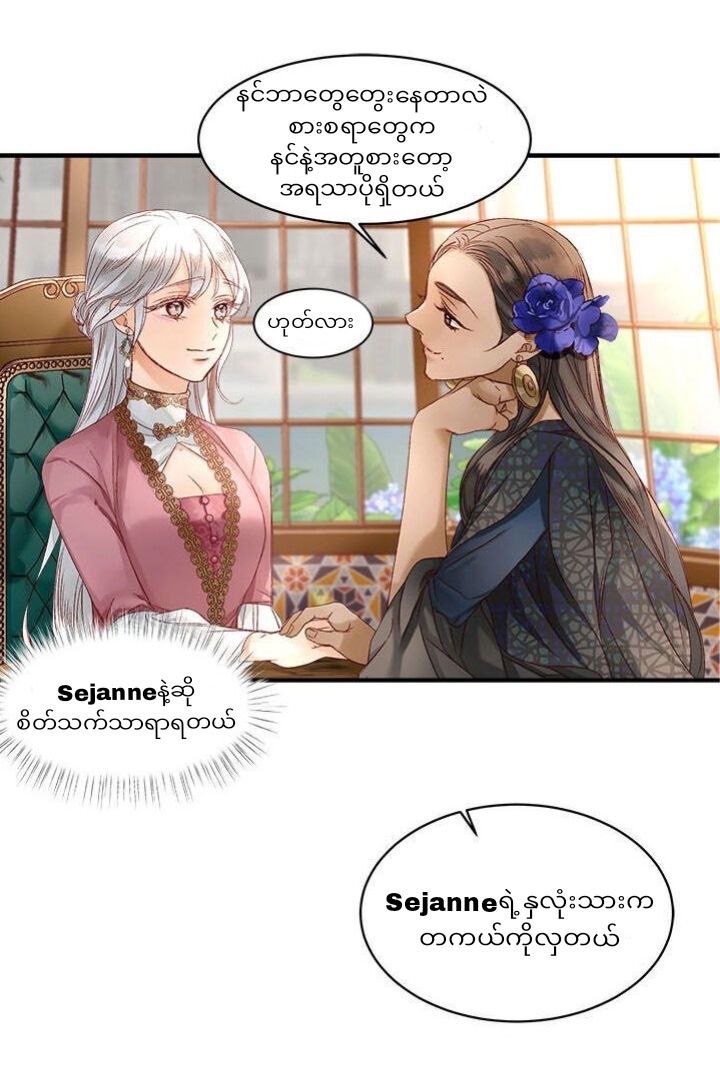 နင်ဘာတွေတွေးနေတာလဲ
စားစရာတွေက
နင်နဲ့အတူစားတော့
အရသာပိုရှိတယ်
ဟုတ်လား
Sejanneနဲ့ဆို
စိတ်သက်သာရာရတယ်
Sejanneရဲ့နှလုံးသားက
တကယ်ကိုလှတယ်